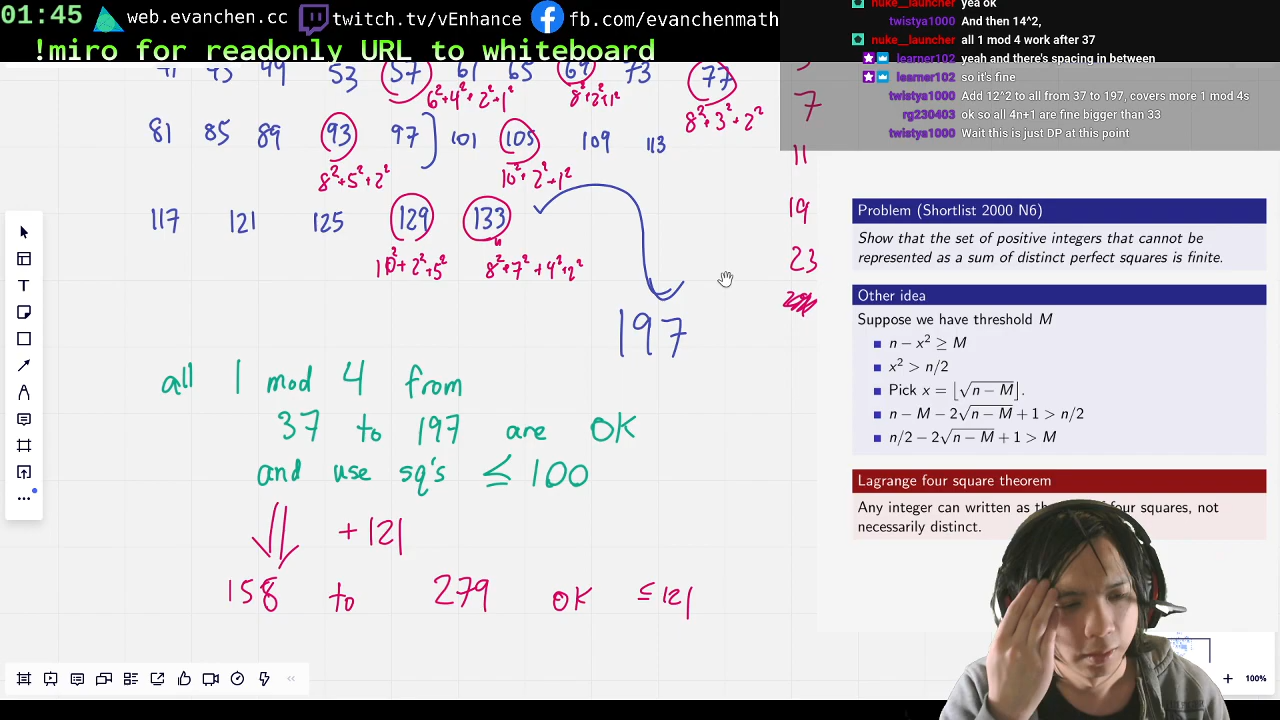 01:45
web.evanchen.cc twitch.tv/vEnhance fb.com/evanchenmath
!miro for readonly URL to whiteboard
nuke__launcher yea ok
twistya1000 And then 14^2,
nuke__launcher all 1 mod 4 work after 37
learner102 yeah and there's spacing in between
learner102 so it's fine
twistya1000 Add 12^2 to all from 37 to 197, covers more 1 mod 4s
rg230403 ok so all 4n+1 are fine bigger than 33
twistya1000 Wait this is just DP at this point
49 53 57 61 65 69 73 77
6²+4²+2²+1² 8²+2²+1² 8²+3²+2²
81 85 89 93 97 101 105 109 113
8²+5²+2² 10²+2²+1²
117 121 125 129 133
10²+2²+5² 8²+7²+4²+2²
197
7
11
19
23
all 1 mod 4 from
37 to 197 are OK
and use sq's ≤ 100
+121
158 to 279 OK ≤121
Problem (Shortlist 2000 N6)
Show that the set of positive integers that cannot be
represented as a sum of distinct perfect squares is finite.
Other idea
Suppose we have threshold M
n − x² ≥ M
x² > n/2
Pick x = ⌊√(n − M)⌋.
n − M − 2√(n − M) + 1 > n/2
n/2 − 2√(n − M) + 1 > M
Lagrange four square theorem
Any integer can written as the four squares, not
necessarily distinct.
100%